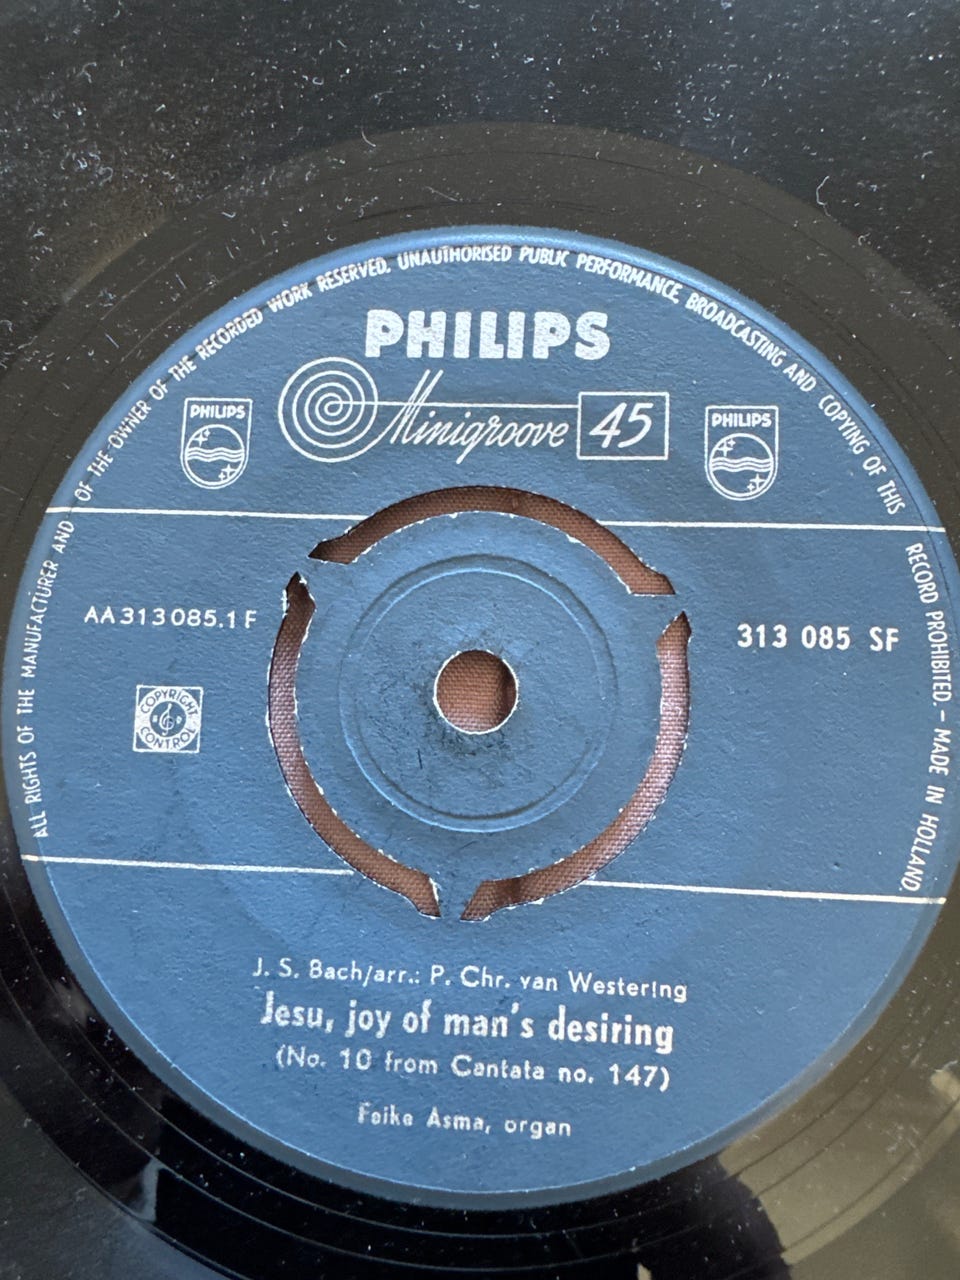 ALL RIGHTS OF THE MANUFACTURER AND OF THE OWNER OF THE RECORDED WORK RESERVED. UNAUTHORISED PUBLIC PERFORMANCE, BROADCASTING AND COPYING OF THIS RECORD PROHIBITED. – MADE IN HOLLAND.
PHILIPS
Minigroove 45
PHILIPS
PHILIPS
AA 313 085.1 F
313 085 SF
COPYRIGHT CONTROL
J. S. Bach/arr.: P. Chr. van Westering
Jesu, joy of man's desiring
(No. 10 from Cantata no. 147)
Feike Asma, organ